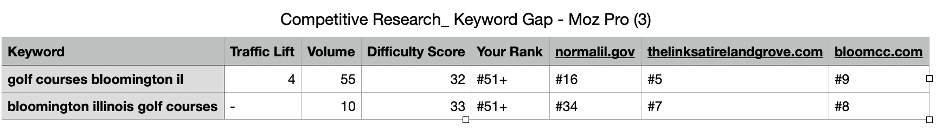 Competitive Research_ Keyword Gap - Moz Pro (3)
Keyword Traffic Lift Volume Difficulty Score Your Rank normalil.gov thelinksatirelandgrove.com bloomcc.com
golf courses bloomington il 4 55 32 #51+ #16 #5 #9
bloomington illinois golf courses - 10 33 #51+ #34 #7 #8